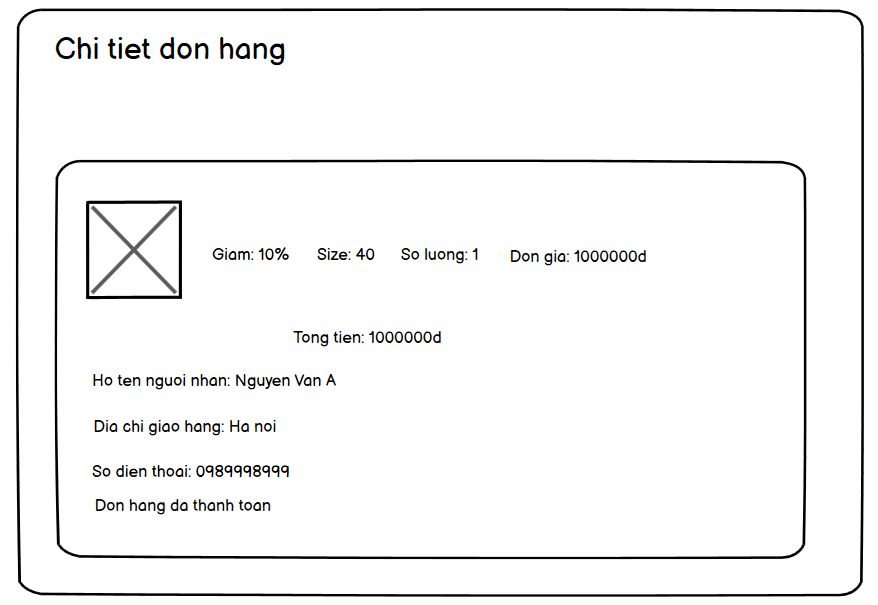 Chi tiet don hang
Giam: 10% Size: 40 So luong: 1 Don gia: 1000000d
Tong tien: 1000000d
Ho ten nguoi nhan: Nguyen Van A
Dia chi giao hang: Ha noi
So dien thoai: 0989998999
Don hang da thanh toan